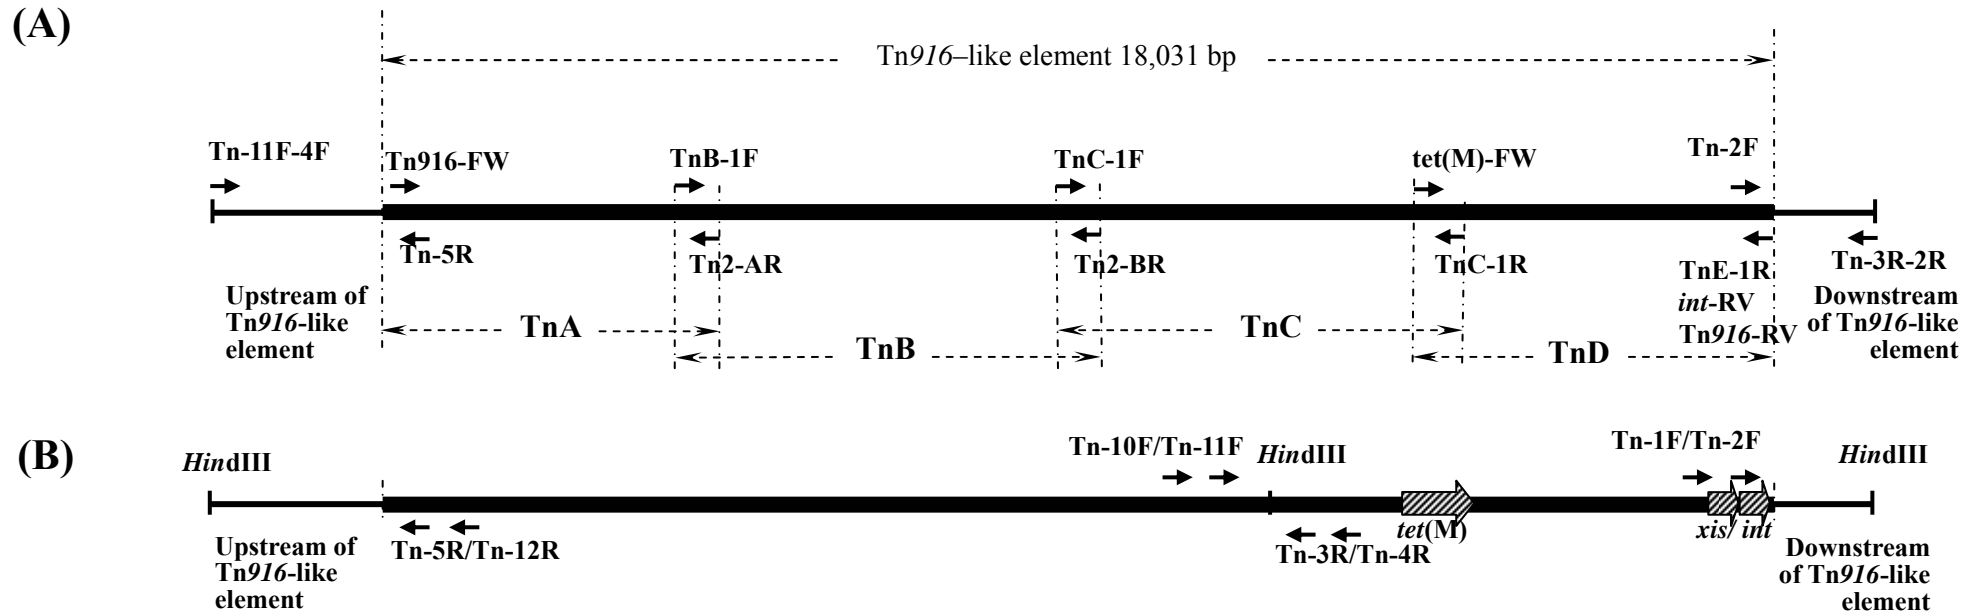 (A)
Tn916–like element 18,031 bp
Tn-11F-4F
Tn916-FW
TnB-1F
TnC-1F
tet(M)-FW
Tn-2F
Tn-5R
Tn2-AR
Tn2-BR
TnC-1R
TnE-1R
int-RV
Tn916-RV
Tn-3R-2R
Upstream of
Tn916-like
element
Downstream
of Tn916-like
element
TnA
TnB
TnC
TnD
(B)
HindIII
Tn-10F/Tn-11F
HindIII
Tn-1F/Tn-2F
HindIII
Tn-5R/Tn-12R
Tn-3R/Tn-4R
tet(M)
xis/ int
Upstream of
Tn916-like
element
Downstream
of Tn916-like
element